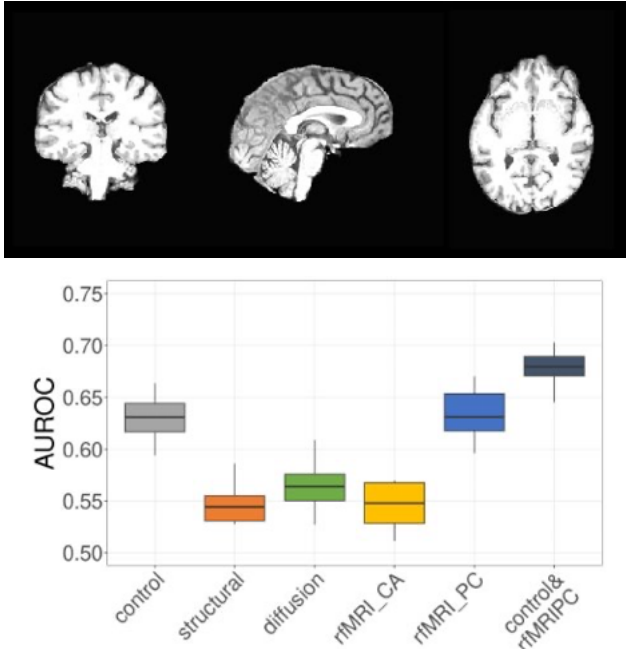 0.75
0.70
0.65
0.60
0.55
0.50
AUROC
control
structural
diffusion
rfMRI_CA
rfMRI_PC
control&
rfMRIPC